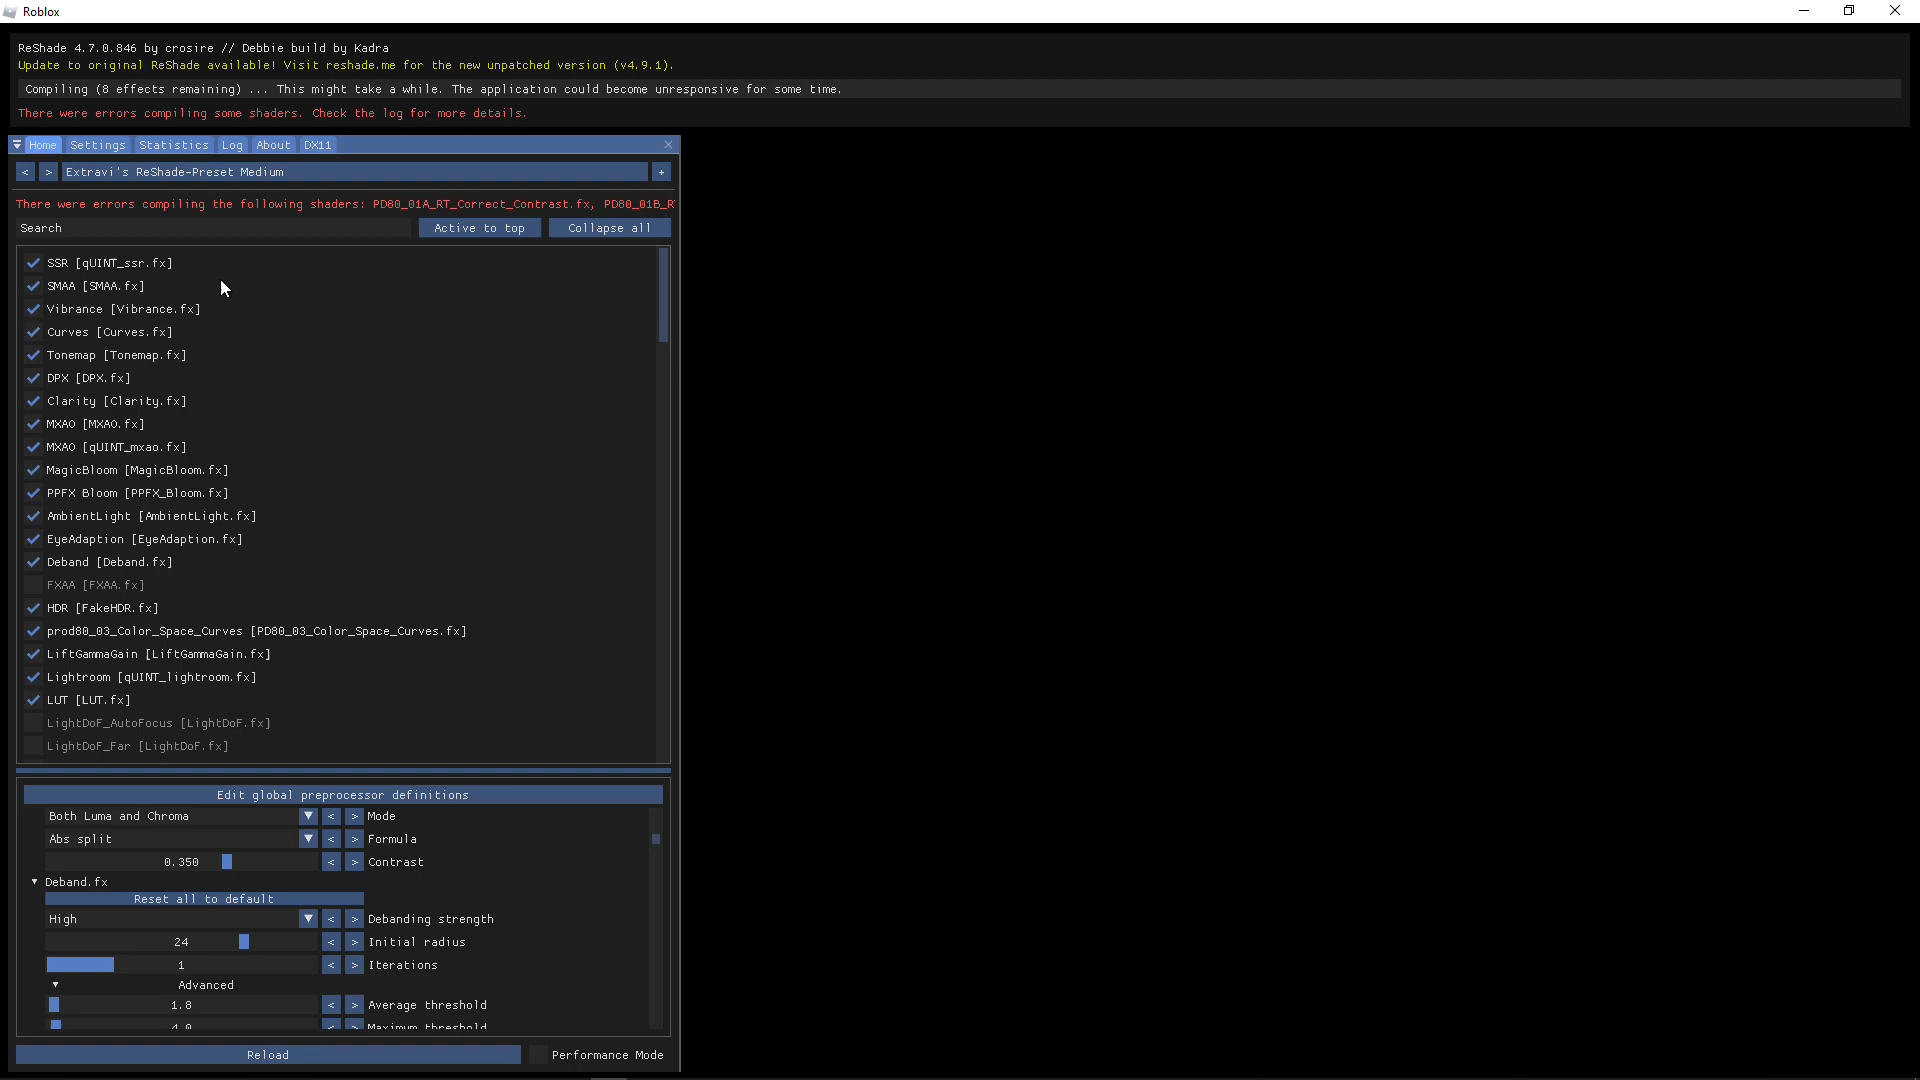 Roblox
ReShade 4.7.0.846 by crosire // Debbie build by Kadra
Update to original ReShade available! Visit reshade.me for the new unpatched version (v4.9.1).
Compiling (8 effects remaining) ... This might take a while. The application could become unresponsive for some time.
There were errors compiling some shaders. Check the log for more details.
Home Settings Statistics Log About DX11
< > Extravi's ReShade-Preset Medium +
There were errors compiling the following shaders: PD80_01A_RT_Correct_Contrast.fx, PD80_01B_R
Search Active to top Collapse all
SSR [qUINT_ssr.fx]
SMAA [SMAA.fx]
Vibrance [Vibrance.fx]
Curves [Curves.fx]
Tonemap [Tonemap.fx]
DPX [DPX.fx]
Clarity [Clarity.fx]
MXAO [MXAO.fx]
MXAO [qUINT_mxao.fx]
MagicBloom [MagicBloom.fx]
PPFX Bloom [PPFX_Bloom.fx]
AmbientLight [AmbientLight.fx]
EyeAdaption [EyeAdaption.fx]
Deband [Deband.fx]
FXAA [FXAA.fx]
HDR [FakeHDR.fx]
prod80_03_Color_Space_Curves [PD80_03_Color_Space_Curves.fx]
LiftGammaGain [LiftGammaGain.fx]
Lightroom [qUINT_lightroom.fx]
LUT [LUT.fx]
LightDoF_AutoFocus [LightDoF.fx]
LightDoF_Far [LightDoF.fx]
Edit global preprocessor definitions
Both Luma and Chroma < > Mode
Abs split < > Formula
0.350 < > Contrast
Deband.fx
Reset all to default
High < > Debanding strength
24 < > Initial radius
1 < > Iterations
Advanced
1.8 < > Average threshold
4.0 < > Maximum threshold
Reload Performance Mode